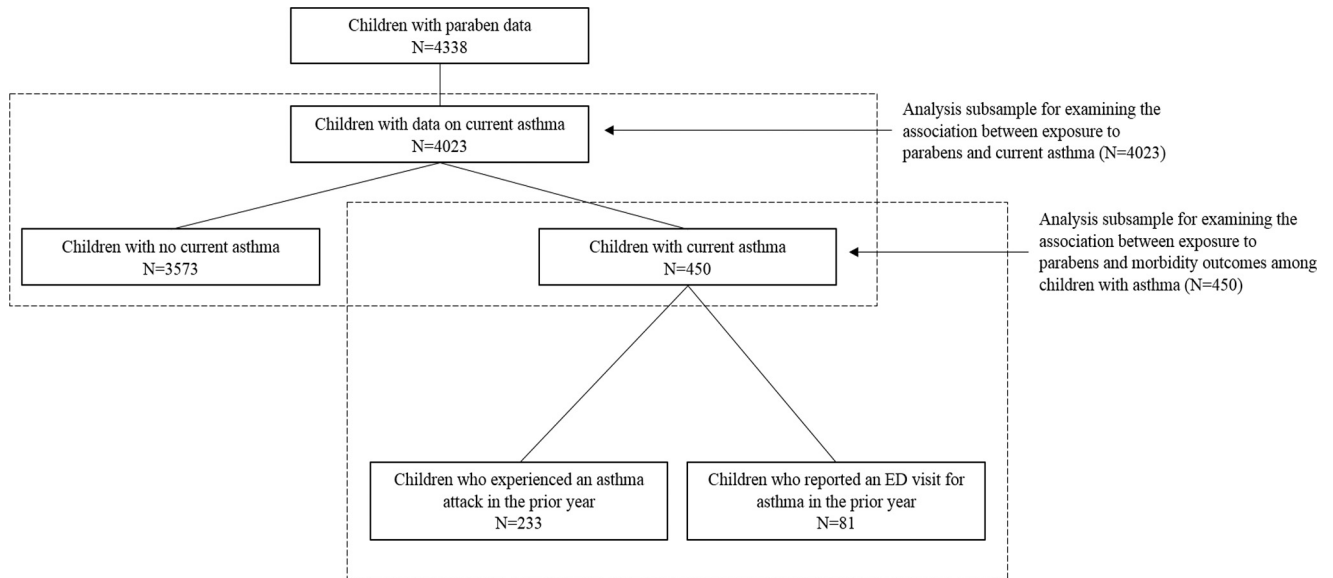 Children with paraben data
N=4338
Children with data on current asthma
N=4023
Analysis subsample for examining the
association between exposure to
parabens and current asthma (N=4023)
Children with no current asthma
N=3573
Children with current asthma
N=450
Analysis subsample for examining the
association between exposure to
parabens and morbidity outcomes among
children with asthma (N=450)
Children who experienced an asthma
attack in the prior year
N=233
Children who reported an ED visit for
asthma in the prior year
N=81